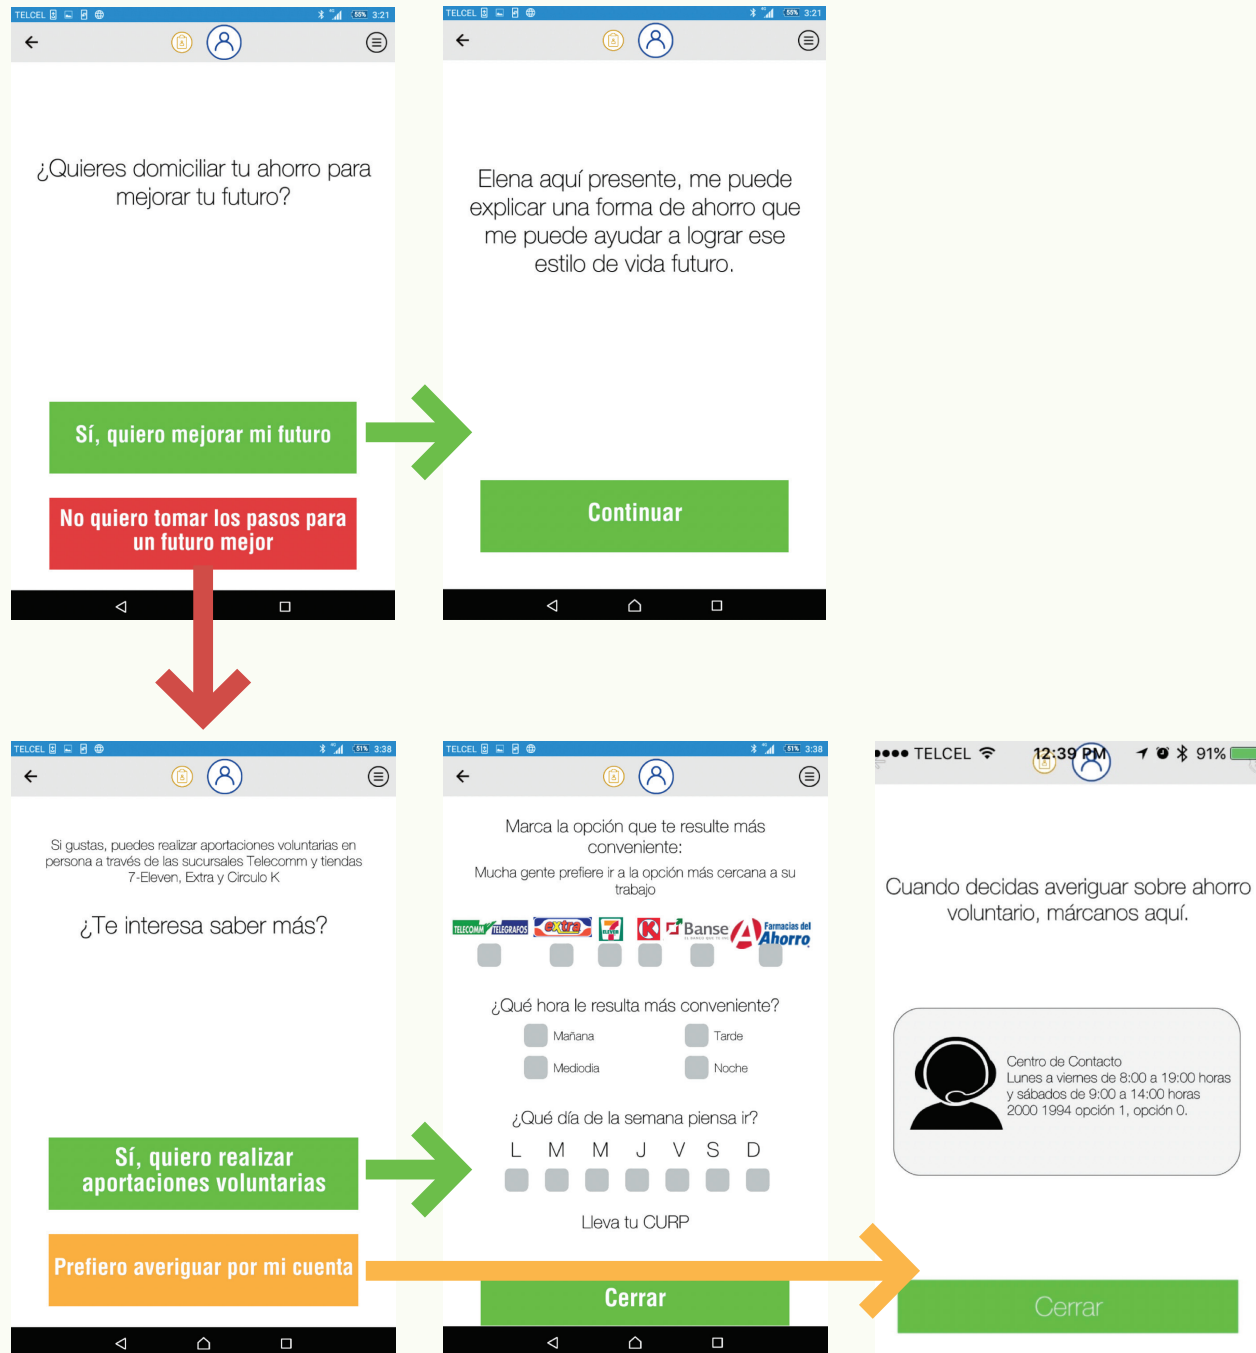 TELCEL
55% 3:21
¿Quieres domiciliar tu ahorro para
mejorar tu futuro?
Sí, quiero mejorar mi futuro
No quiero tomar los pasos para
un futuro mejor
TELCEL
55% 3:21
Elena aquí presente, me puede
explicar una forma de ahorro que
me puede ayudar a lograr ese
estilo de vida futuro.
Continuar
TELCEL
51% 3:38
Si gustas, puedes realizar aportaciones voluntarias en
persona a través de las sucursales Telecomm y tiendas
7-Eleven, Extra y Circulo K
¿Te interesa saber más?
Sí, quiero realizar
aportaciones voluntarias
Prefiero averiguar por mi cuenta
TELCEL
51% 3:38
Marca la opción que te resulte más
conveniente:
Mucha gente prefiere ir a la opción más cercana a su
trabajo
TELECOMM TELÉGRAFOS extra 7 ELEVEN K Banse A Farmacias del
Ahorro
¿Qué hora le resulta más conveniente?
Mañana Tarde
Mediodia Noche
¿Qué día de la semana piensa ir?
L M M J V S D
Lleva tu CURP
Cerrar
TELCEL 12:39 PM 91%
Cuando decidas averiguar sobre ahorro
voluntario, márcanos aquí.
Centro de Contacto
Lunes a viernes de 8:00 a 19:00 horas
y sábados de 9:00 a 14:00 horas
2000 1994 opción 1, opción 0.
Cerrar